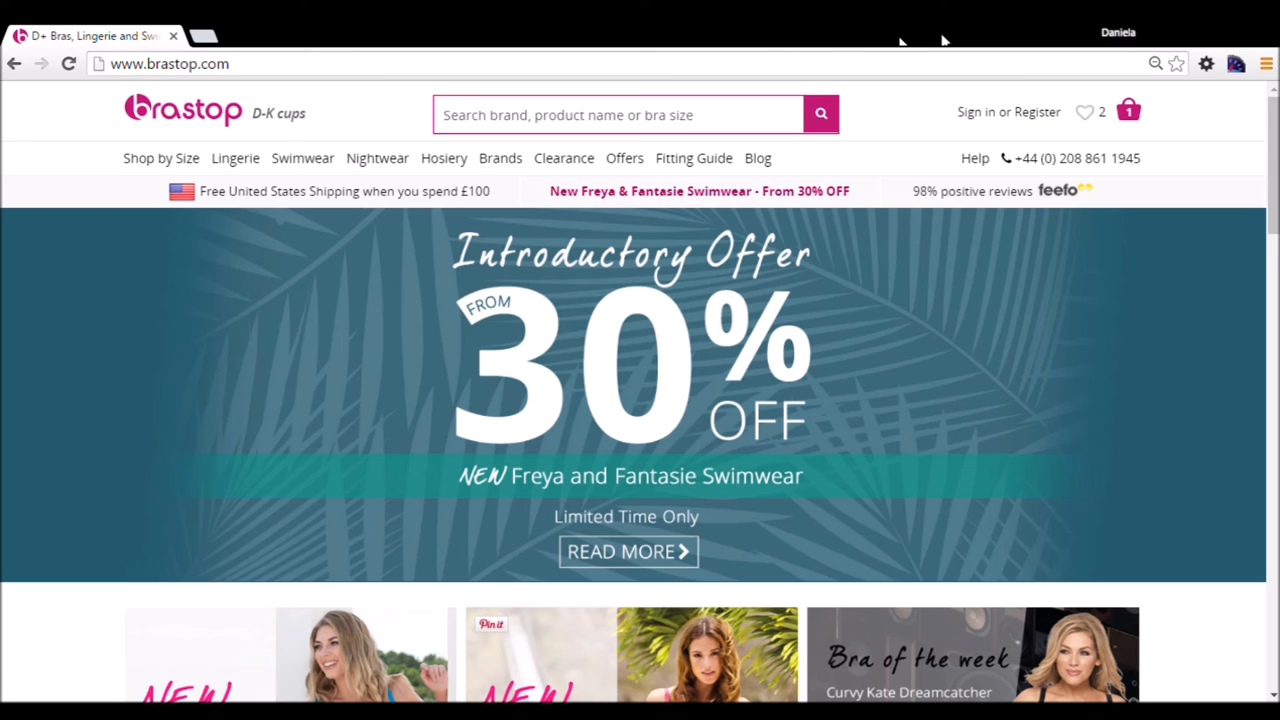 Daniela
D+ Bras, Lingerie and Swi
www.brastop.com
brastop D-K cups
Search brand, product name or bra size
Sign in or Register 2 1
Shop by Size Lingerie Swimwear Nightwear Hosiery Brands Clearance Offers Fitting Guide Blog Help +44 (0) 208 861 1945
Free United States Shipping when you spend £100 New Freya & Fantasie Swimwear - From 30% OFF 98% positive reviews feefo
Introductory Offer
FROM
30%
OFF
NEW Freya and Fantasie Swimwear
Limited Time Only
READ MORE
Pin it
Bra of the week
NEW NEW Curvy Kate Dreamcatcher